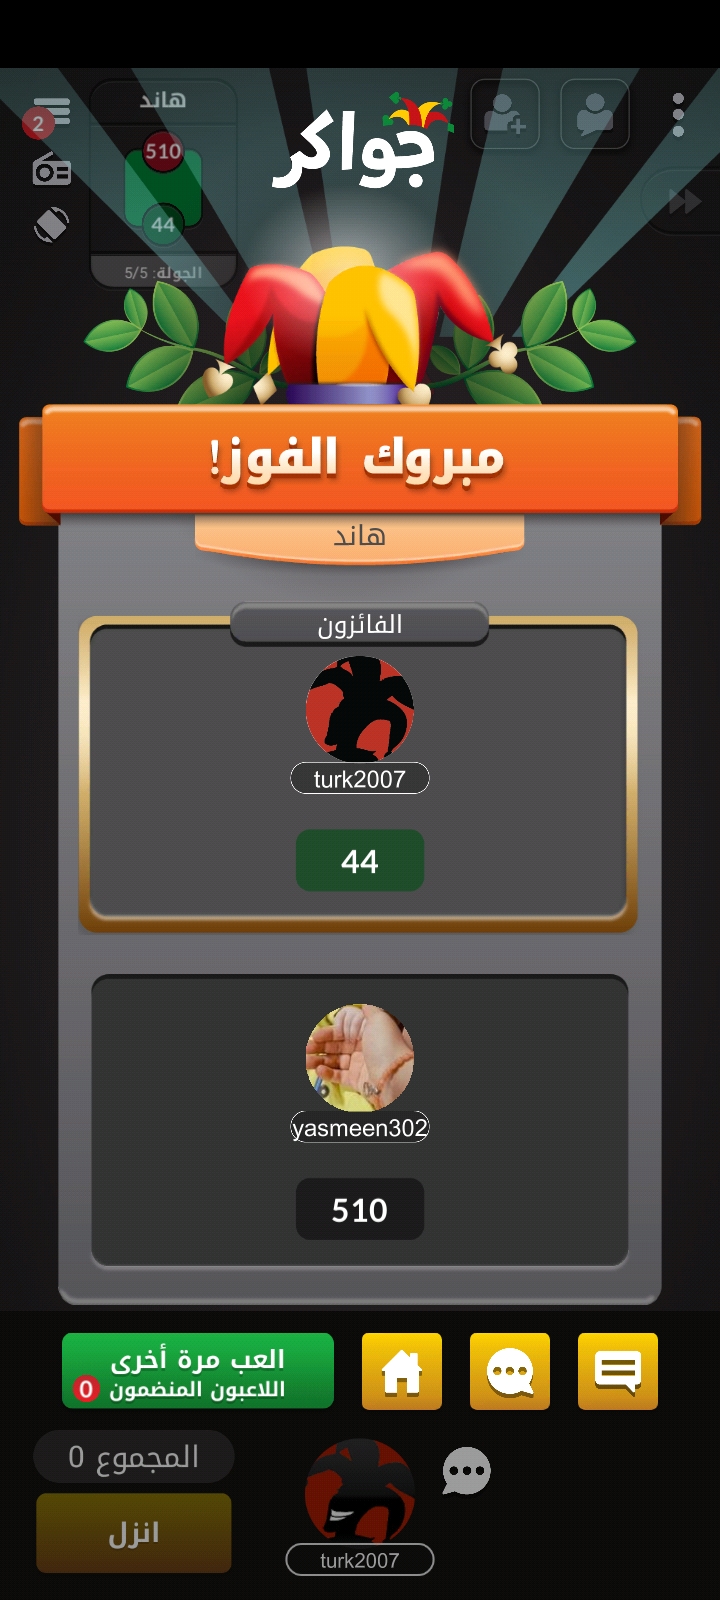 هاند
جواكر
2
510
44
الجولة: 5/5
مبروك الفوز!
هاند
الفائزون
turk2007
44
yasmeen302
510
العب مرة أخرى
اللاعبون المنضمون 0
المجموع 0
انزل
turk2007